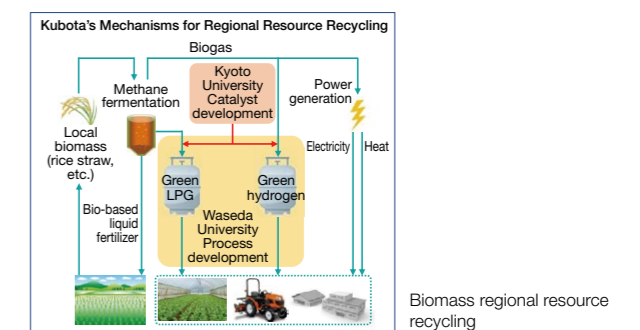 Kubota's Mechanisms for Regional Resource Recycling
Biogas
Methane
fermentation
Kyoto
University
Catalyst
development
Power
generation
Local
biomass
(rice straw,
etc.)
Electricity
Heat
Green
LPG
Green
hydrogen
Bio-based
liquid
fertilizer
Waseda
University
Process
development
Biomass regional resource
recycling